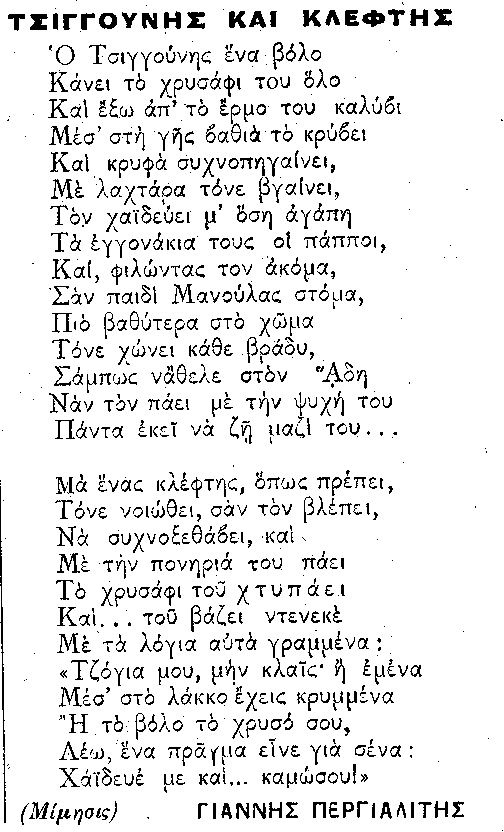 ΤΣΙΓΓΟΥΝΗΣ ΚΑΙ ΚΛΕΦΤΗΣ
Ὁ Τσιγγούνης ἕνα βόλο
Κάνει τὸ χρυσάφι του ὅλο
Καὶ ἔξω ἀπ' τὸ ἔρμο του καλύβι
Μέσ' στὴ γῆς βαθιὰ τὸ κρύβει
Καὶ κρυφὰ συχνοπηγαίνει,
Μὲ λαχτάρα τόνε βγαίνει,
Τὸν χαϊδεύει μ' ὅση ἀγάπη
Τὰ ἐγγονάκια τους οἱ πάπποι,
Καί, φιλώντας τον ἀκόμα,
Σὰν παιδὶ Μανούλας στόμα,
Πιὸ βαθύτερα στὸ χῶμα
Τόνε χώνει κάθε βράδυ,
Σάμπως νἄθελε στὸν ᾍδη
Νὰν τὸν πάει μὲ τὴν ψυχή του
Πάντα ἐκεῖ νὰ ζῇ μαζί του...
Μὰ ἕνας κλέφτης, ὅπως πρέπει,
Τόνε νοιώθει, σὰν τὸν βλέπει,
Νὰ συχνοξεθάβει, καὶ
Μὲ τὴν πονηριά του πάει
Τὸ χρυσάφι τοῦ χτυπάει
Καὶ... τοῦ βάζει ντενεκὲ
Μὲ τὰ λόγια αὐτὰ γραμμένα:
«Τζόγια μου, μὴν κλαῖς· ἢ ἐμένα
Μέσ' στὸ λάκκο ἔχεις κρυμμένα
Ἢ τὸ βόλο τὸ χρυσό σου,
Λέω, ἕνα πρᾶγμα εἶνε γιὰ σένα:
Χάϊδευέ με καὶ... καμώσου!»
(Μίμησις) ΓΙΑΝΝΗΣ ΠΕΡΓΙΑΛΙΤΗΣ